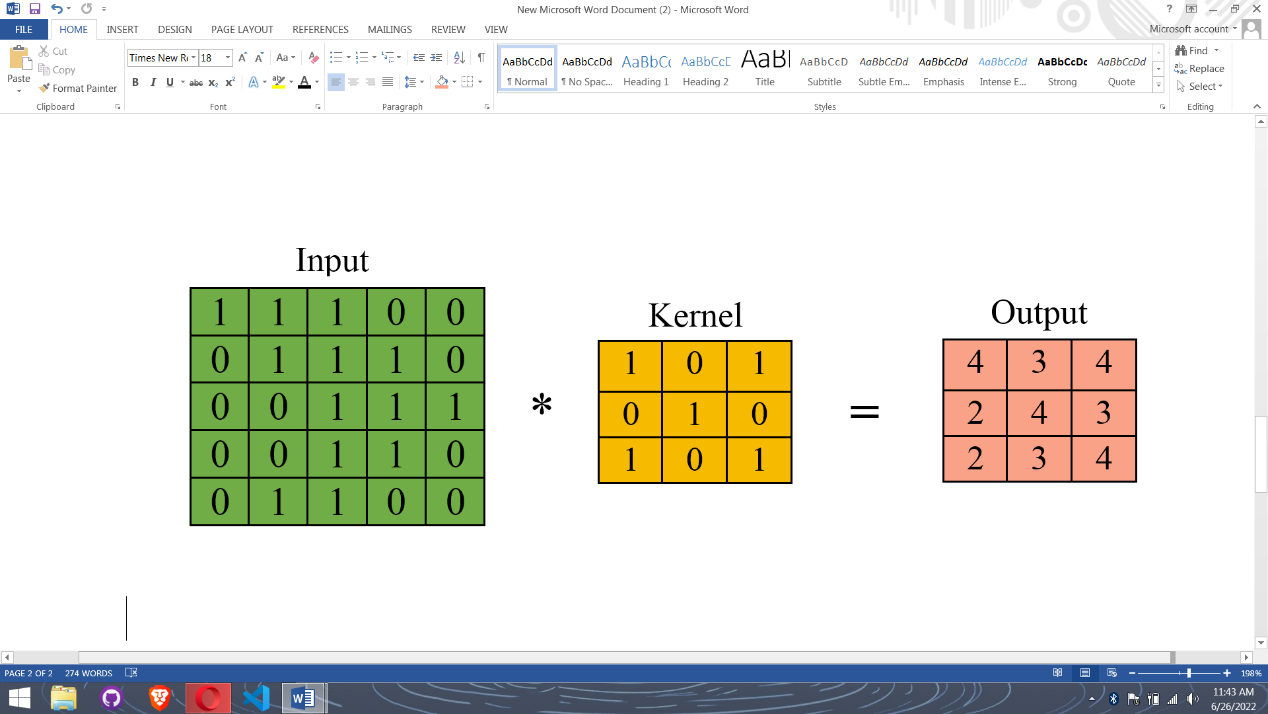 New Microsoft Word Document (2) - Microsoft Word
FILE HOME INSERT DESIGN PAGE LAYOUT REFERENCES MAILINGS REVIEW VIEW Microsoft account
Paste
Cut
Copy
Format Painter
Times New R 18 Aa
B I U abc X₂ X² A ab A
AaBbCcDd AaBbCcDd AaBbC AaBbCcD AaBl AaBbCcD AaBbCcDd AaBbCcDd AaBbCcDd AaBbCcDc AaBbCcDd
¶ Normal ¶ No Spac... Heading 1 Heading 2 Title Subtitle Subtle Em... Emphasis Intense E... Strong Quote
Find
Replace
Select
Clipboard Font Paragraph Styles Editing
Input
1 1 1 0 0
0 1 1 1 0
0 0 1 1 1
0 0 1 1 0
0 1 1 0 0
*
Kernel
1 0 1
0 1 0
1 0 1
=
Output
4 3 4
2 4 3
2 3 4
PAGE 2 OF 2 274 WORDS 198%
11:43 AM
6/26/2022